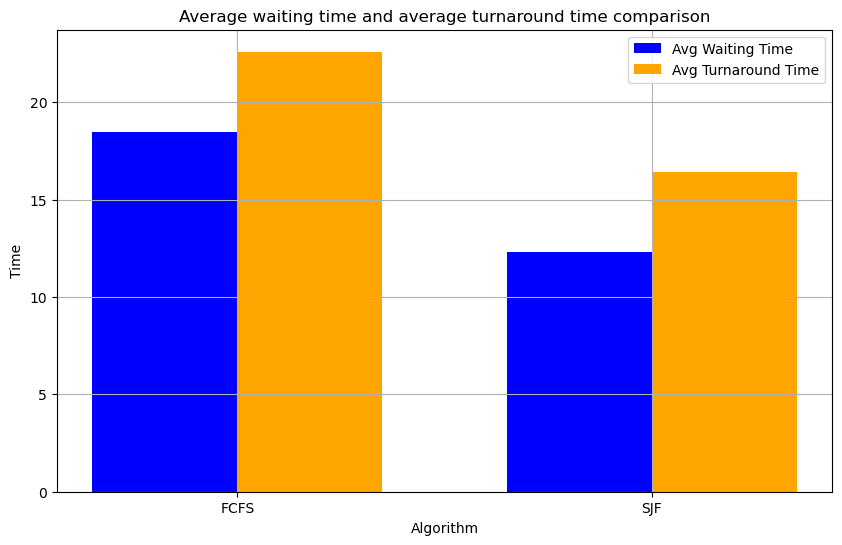 Average waiting time and average turnaround time comparison
Avg Waiting Time
Avg Turnaround Time
20
15
10
5
0
Time
FCFS SJF
Algorithm